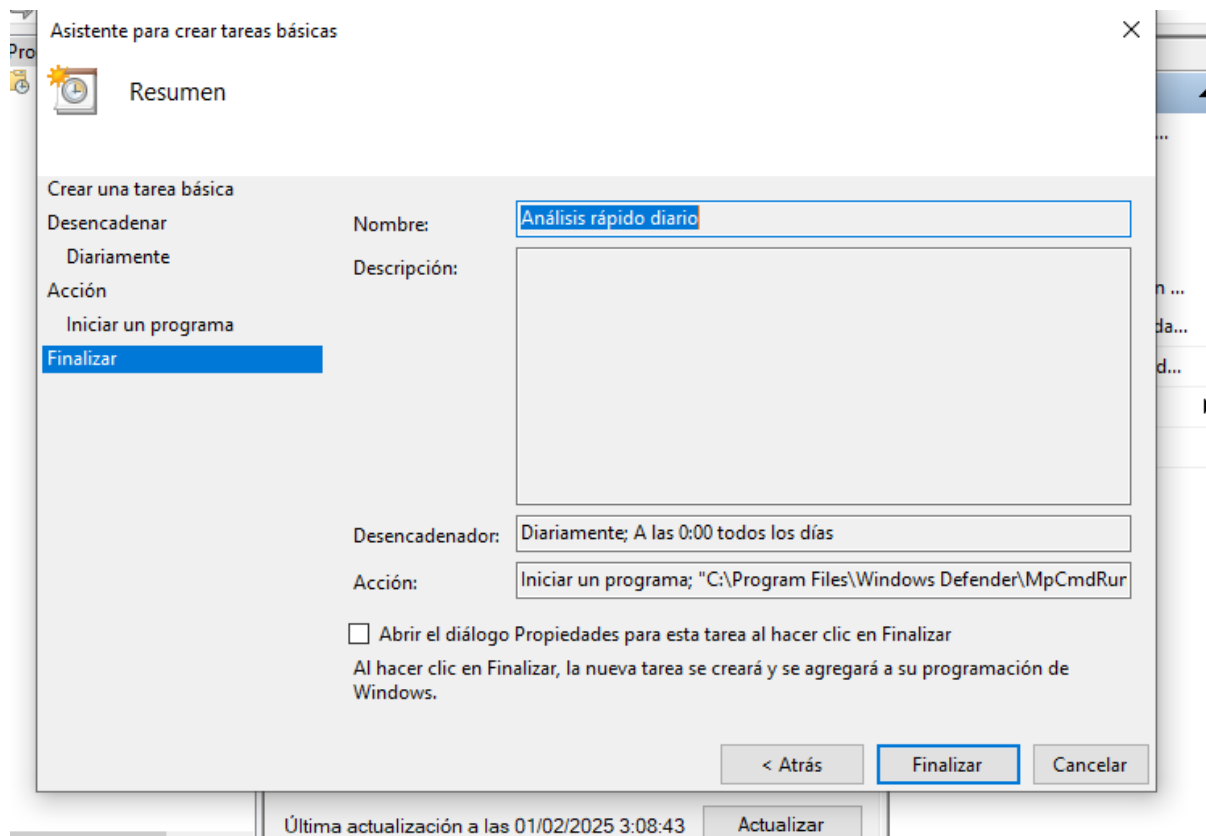 Asistente para crear tareas básicas
Pro
Resumen
...
Crear una tarea básica
Desencadenar
Diariamente
Acción
Iniciar un programa
Finalizar
Nombre: Análisis rápido diario
Descripción:
n ...
da...
d...
Desencadenador: Diariamente; A las 0:00 todos los días
Acción: Iniciar un programa; "C:\Program Files\Windows Defender\MpCmdRur
Abrir el diálogo Propiedades para esta tarea al hacer clic en Finalizar
Al hacer clic en Finalizar, la nueva tarea se creará y se agregará a su programación de
Windows.
< Atrás Finalizar Cancelar
Última actualización a las 01/02/2025 3:08:43 Actualizar